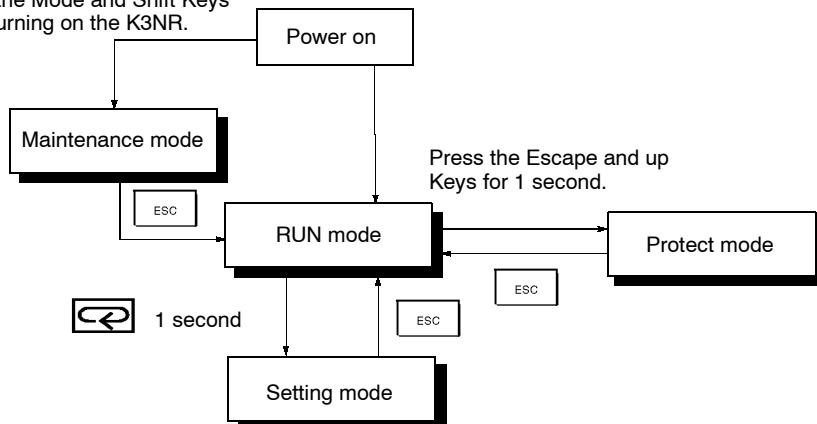 the Mode and Shift Keys
turning on the K3NR.
Power on
Maintenance mode
Press the Escape and up
Keys for 1 second.
ESC
RUN mode
Protect mode
ESC
1 second
ESC
Setting mode